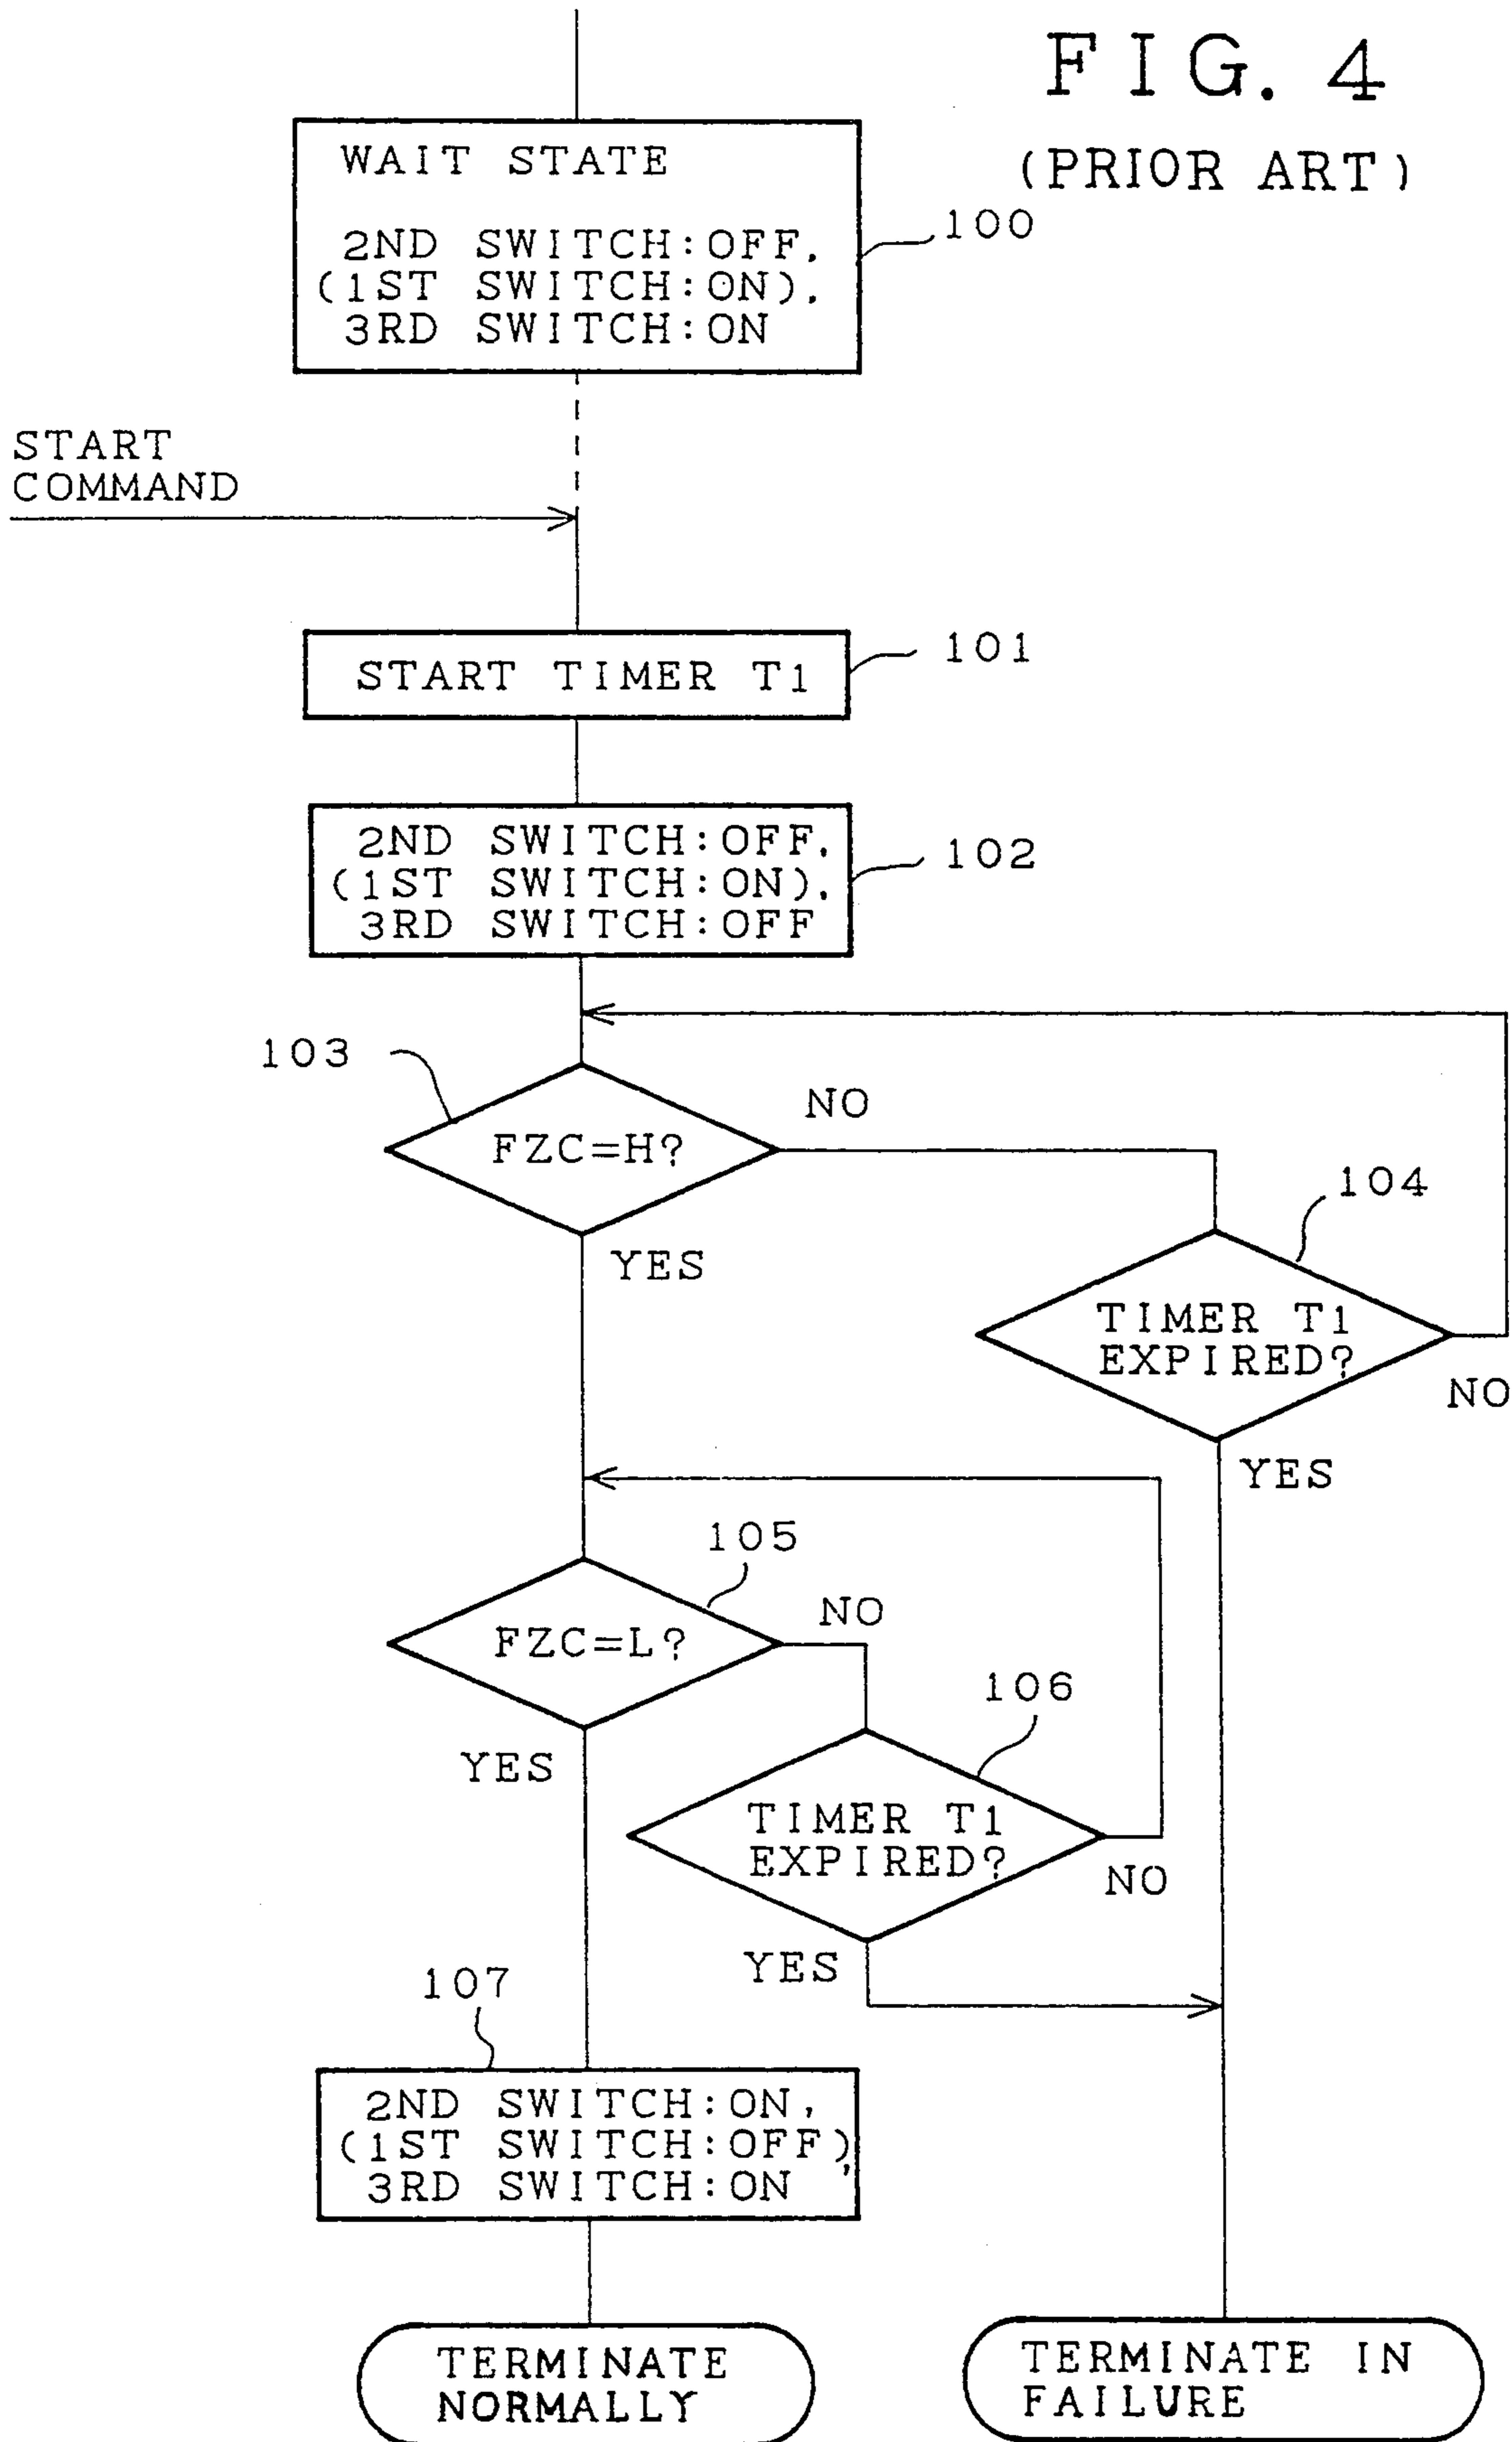 FIG. 4
(PRIOR ART)
WAIT STATE
2ND SWITCH:OFF,
(1ST SWITCH:ON),
3RD SWITCH:ON
100
START
COMMAND
START TIMER T1
101
2ND SWITCH:OFF,
(1ST SWITCH:ON),
3RD SWITCH:OFF
102
103
FZC=H?
NO
YES
104
TIMER T1
EXPIRED?
NO
YES
105
FZC=L?
NO
YES
106
TIMER T1
EXPIRED?
NO
YES
107
2ND SWITCH:ON,
(1ST SWITCH:OFF),
3RD SWITCH:ON
TERMINATE
NORMALLY
TERMINATE IN
FAILURE